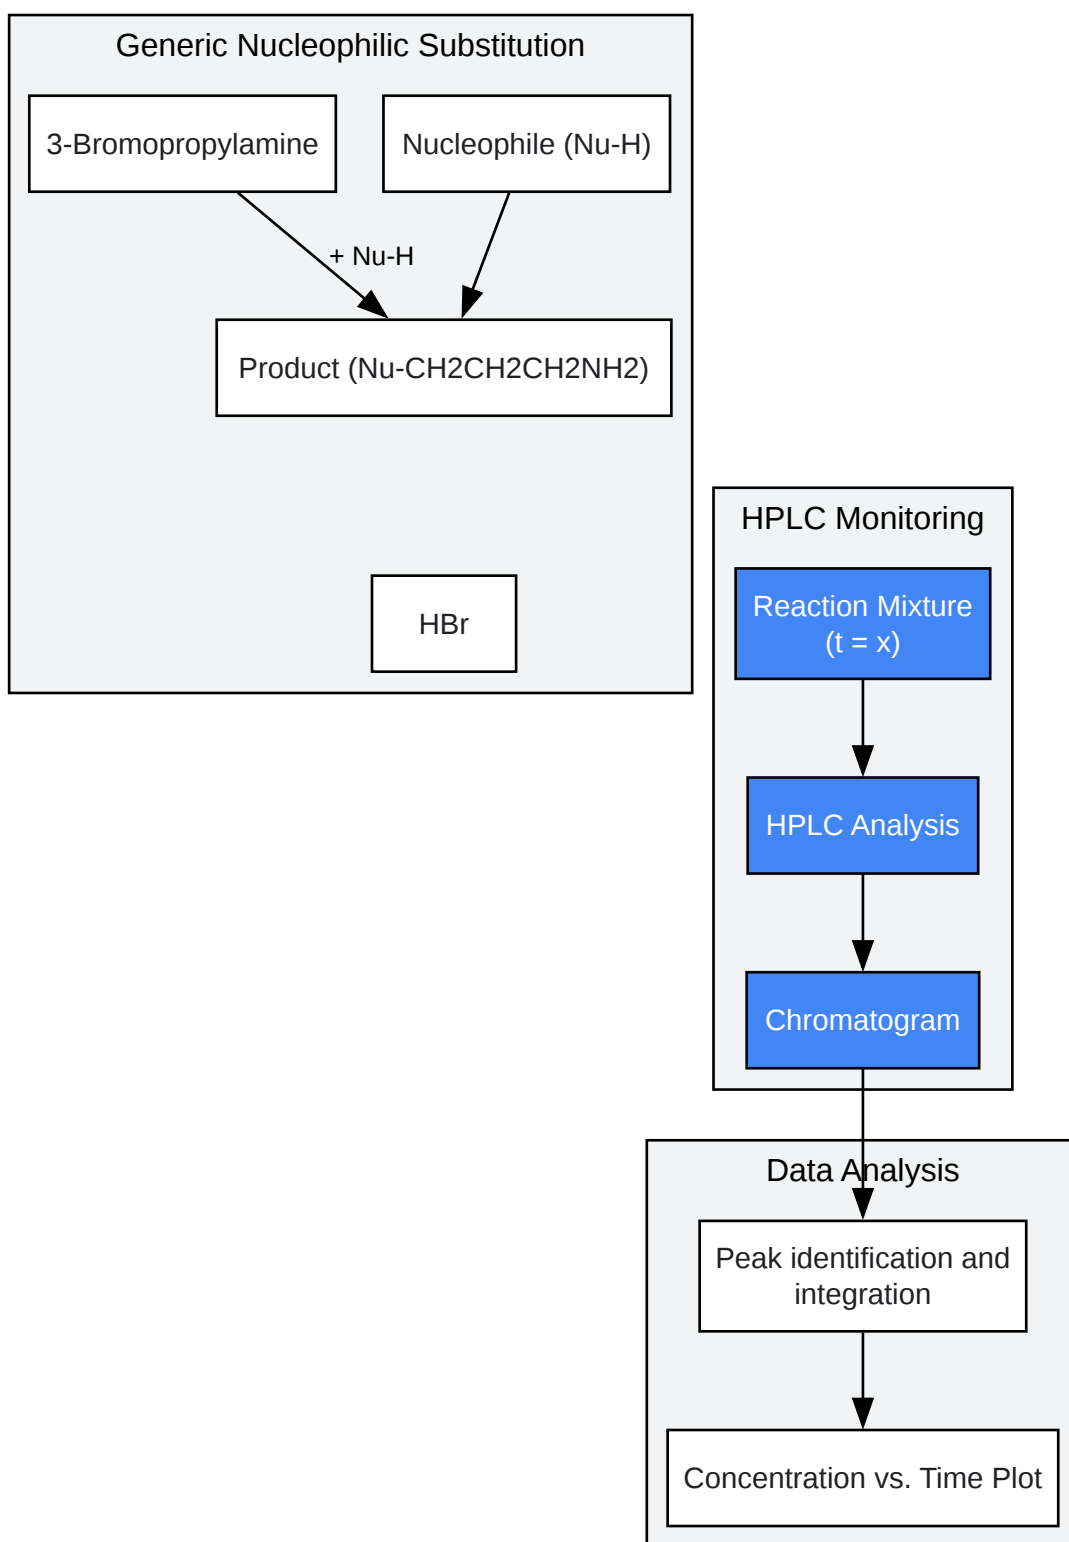 Generic Nucleophilic Substitution
3-Bromopropylamine
Nucleophile (Nu-H)
+ Nu-H
Product (Nu-CH2CH2CH2NH2)
HBr
HPLC Monitoring
Reaction Mixture
(t = x)
HPLC Analysis
Chromatogram
Data Analysis
Peak identification and
integration
Concentration vs. Time Plot